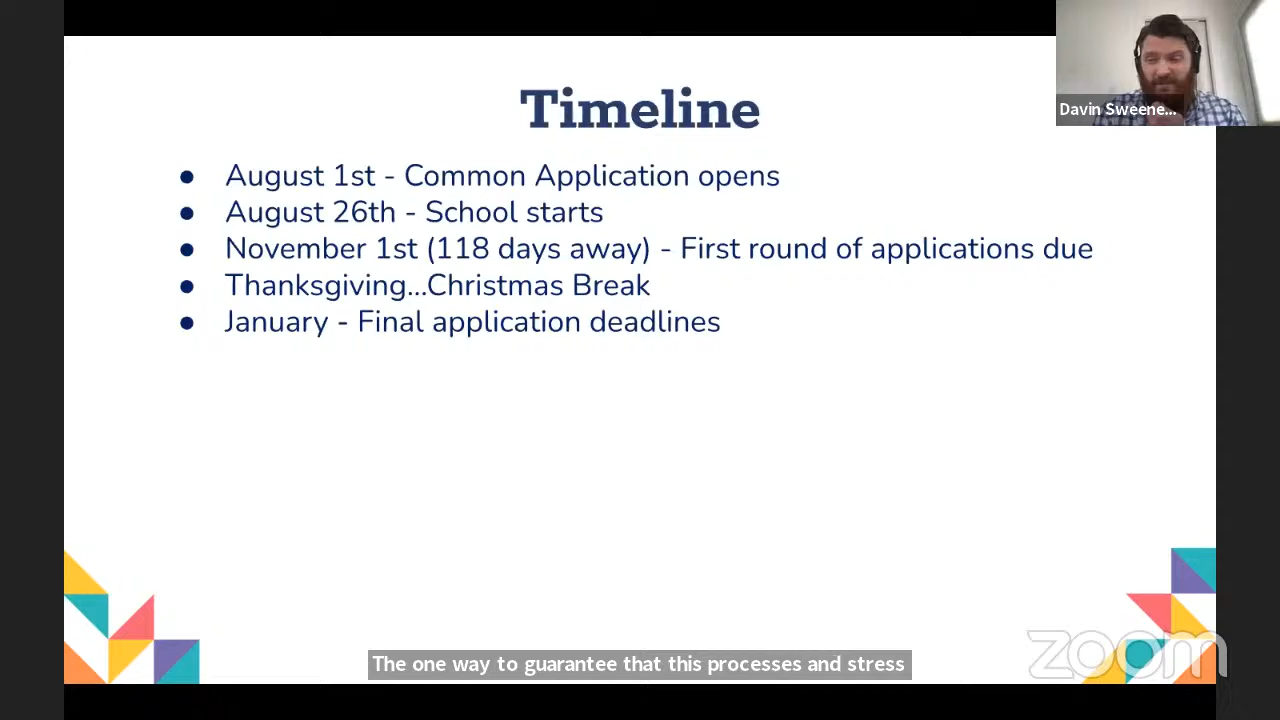 Timeline
Davin Sweene...
● August 1st - Common Application opens
● August 26th - School starts
● November 1st (118 days away) - First round of applications due
● Thanksgiving...Christmas Break
● January - Final application deadlines
The one way to guarantee that this processes and stress
zoom